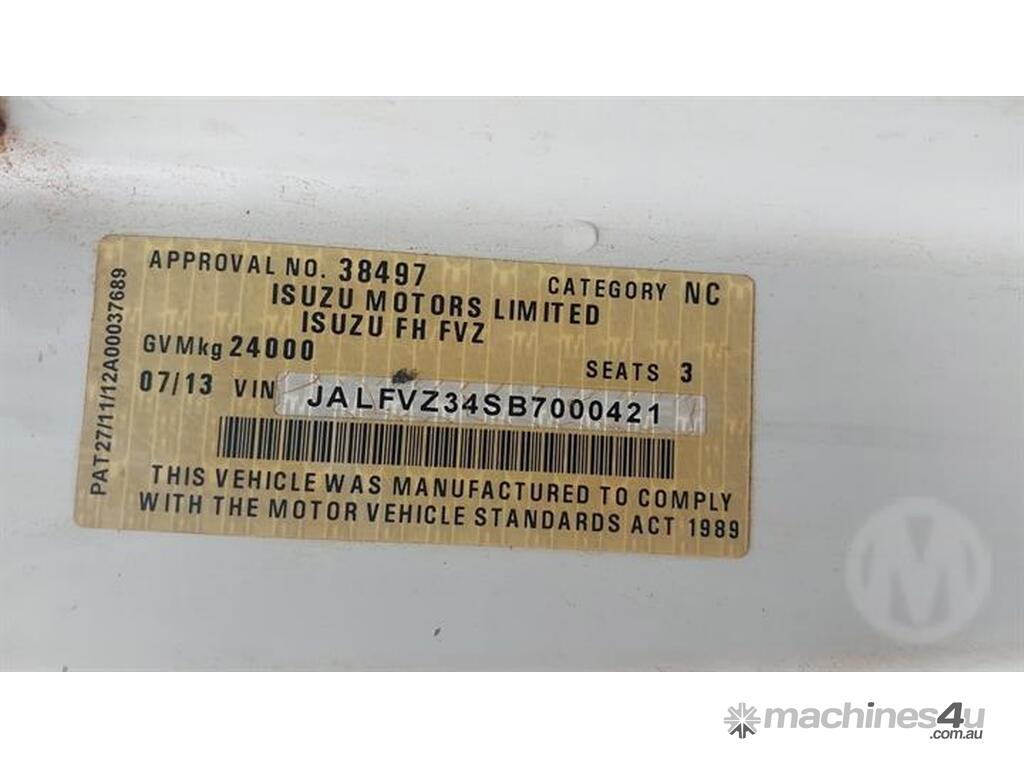 PAT27/11/12A00037689
APPROVAL NO. 38497 CATEGORY NC
ISUZU MOTORS LIMITED
ISUZU FH FVZ
GVMkg 24000 SEATS 3
07/13 VIN JALFVZ34SB7000421
THIS VEHICLE WAS MANUFACTURED TO COMPLY
WITH THE MOTOR VEHICLE STANDARDS ACT 1989
M
machines4u
.com.au